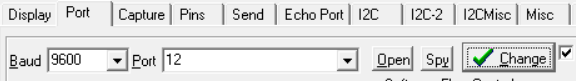 Display Port Capture Pins Send Echo Port I2C I2C-2 I2CMisc Misc
Baud 9600 Port 12 Open Spy Change